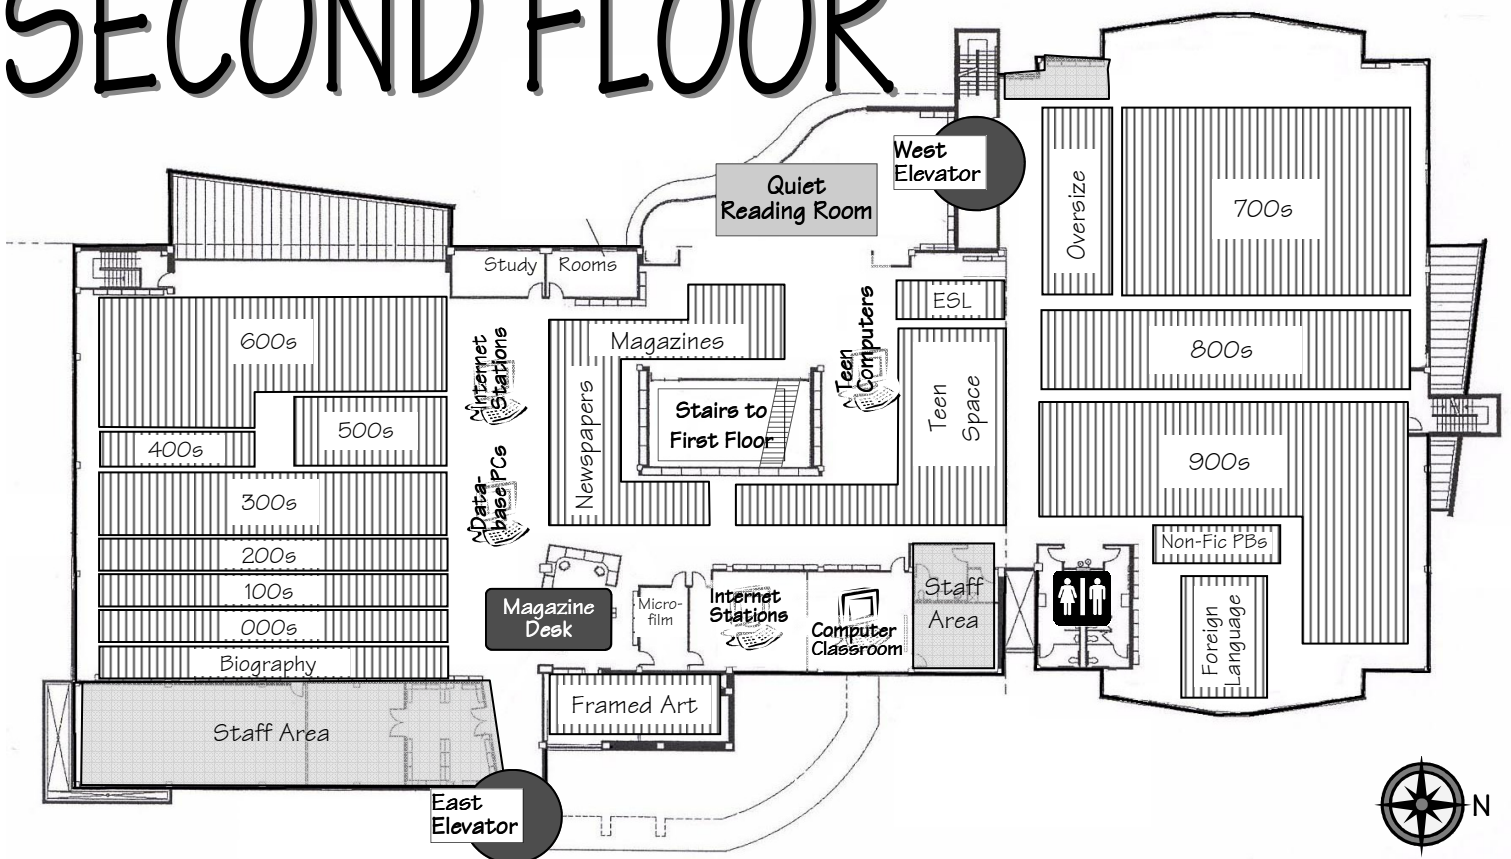 SECOND FLOOR
West
Elevator
Quiet
Reading Room
Oversize
700s
Study Rooms
ESL
600s
Internet
Stations
Magazines
Teen
Computers
800s
Newspapers
Stairs to
First Floor
Teen
Space
500s
400s
900s
Data-
base PCs
300s
200s
Non-Fic PBs
100s
Magazine
Desk
Micro-
film
Internet
Stations
Computer
Classroom
Staff
Area
000s
Foreign
Language
Biography
Framed Art
Staff Area
East
Elevator
N